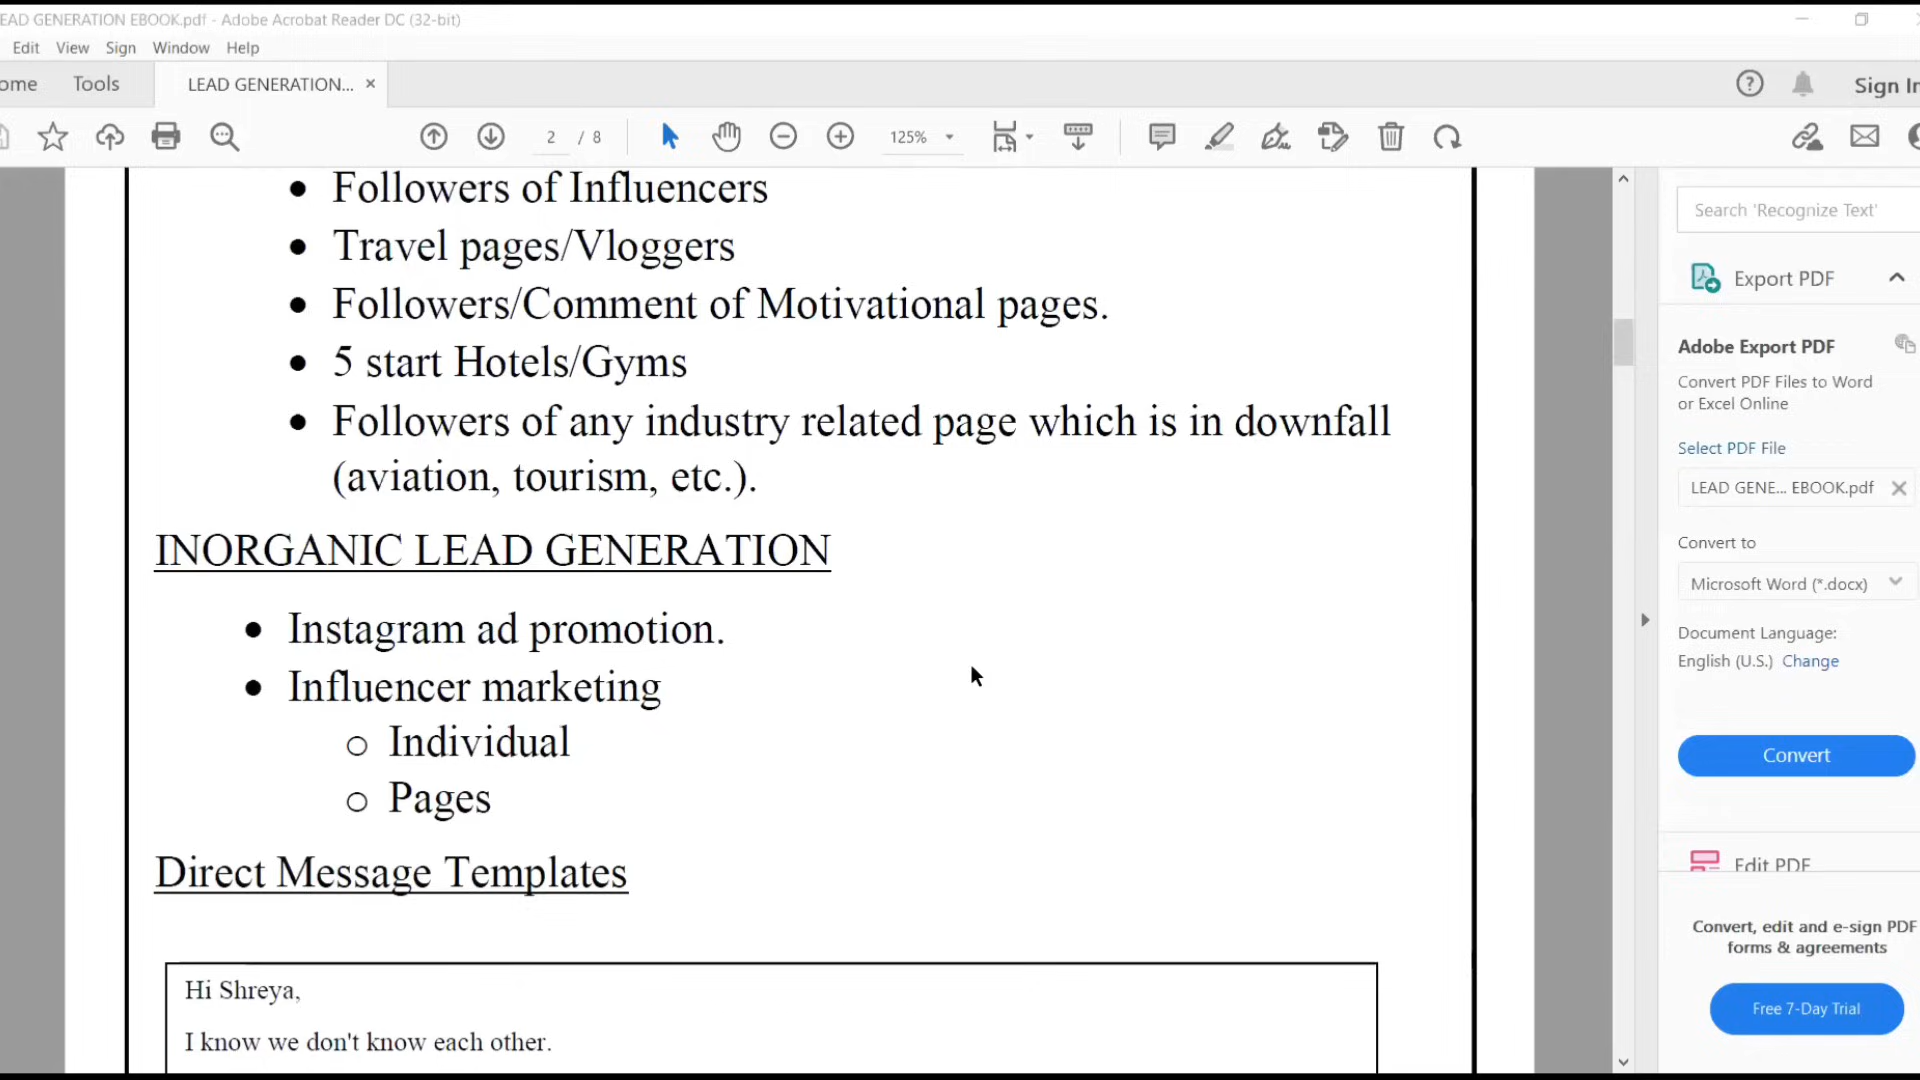 EAD GENERATION EBOOK.pdf - Adobe Acrobat Reader DC (32-bit)
Edit View Sign Window Help
ome Tools LEAD GENERATION... × Sign In
2 / 8 125%
• Followers of Influencers
• Travel pages/Vloggers
• Followers/Comment of Motivational pages.
• 5 start Hotels/Gyms
• Followers of any industry related page which is in downfall
(aviation, tourism, etc.).
INORGANIC LEAD GENERATION
• Instagram ad promotion.
• Influencer marketing
o Individual
o Pages
Direct Message Templates
Hi Shreya,
I know we don't know each other.
Search 'Recognize Text'
Export PDF
Adobe Export PDF
Convert PDF Files to Word
or Excel Online
Select PDF File
LEAD GENE... EBOOK.pdf
Convert to
Microsoft Word (*.docx)
Document Language:
English (U.S.) Change
Convert
Edit PDF
Convert, edit and e-sign PDF
forms & agreements
Free 7-Day Trial